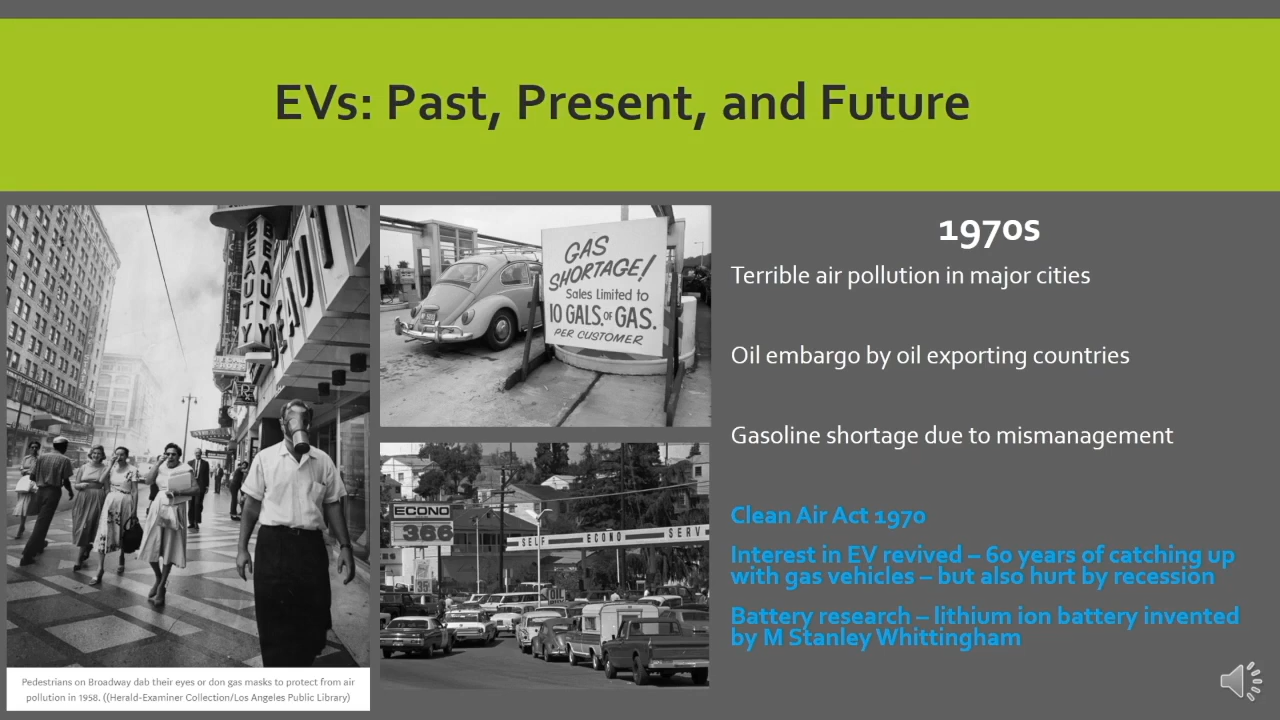 EVs: Past, Present, and Future
BEAUTY
BEAUTY
BEAUTY
Pedestrians on Broadway dab their eyes or don gas masks to protect from air
pollution in 1958. ((Herald-Examiner Collection/Los Angeles Public Library)
GAS
SHORTAGE!
Sales Limited to
10 GALS. OF GAS.
PER CUSTOMER
ECONO
366
SELF ECONO SERV
1970s
Terrible air pollution in major cities
Oil embargo by oil exporting countries
Gasoline shortage due to mismanagement
Clean Air Act 1970
Interest in EV revived – 60 years of catching up
with gas vehicles – but also hurt by recession
Battery research – lithium ion battery invented
by M Stanley Whittingham